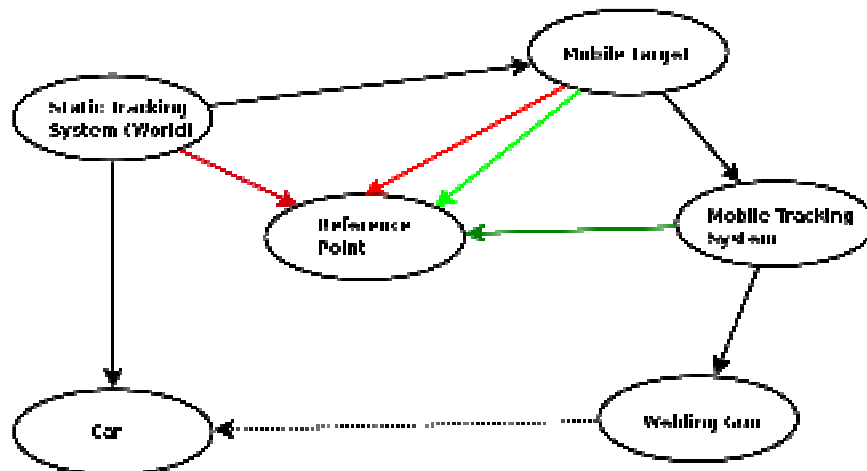 Mobile Target
Static Tracking
System (World)
Reference
Point
Mobile Tracking
System
Car
Welding Gun